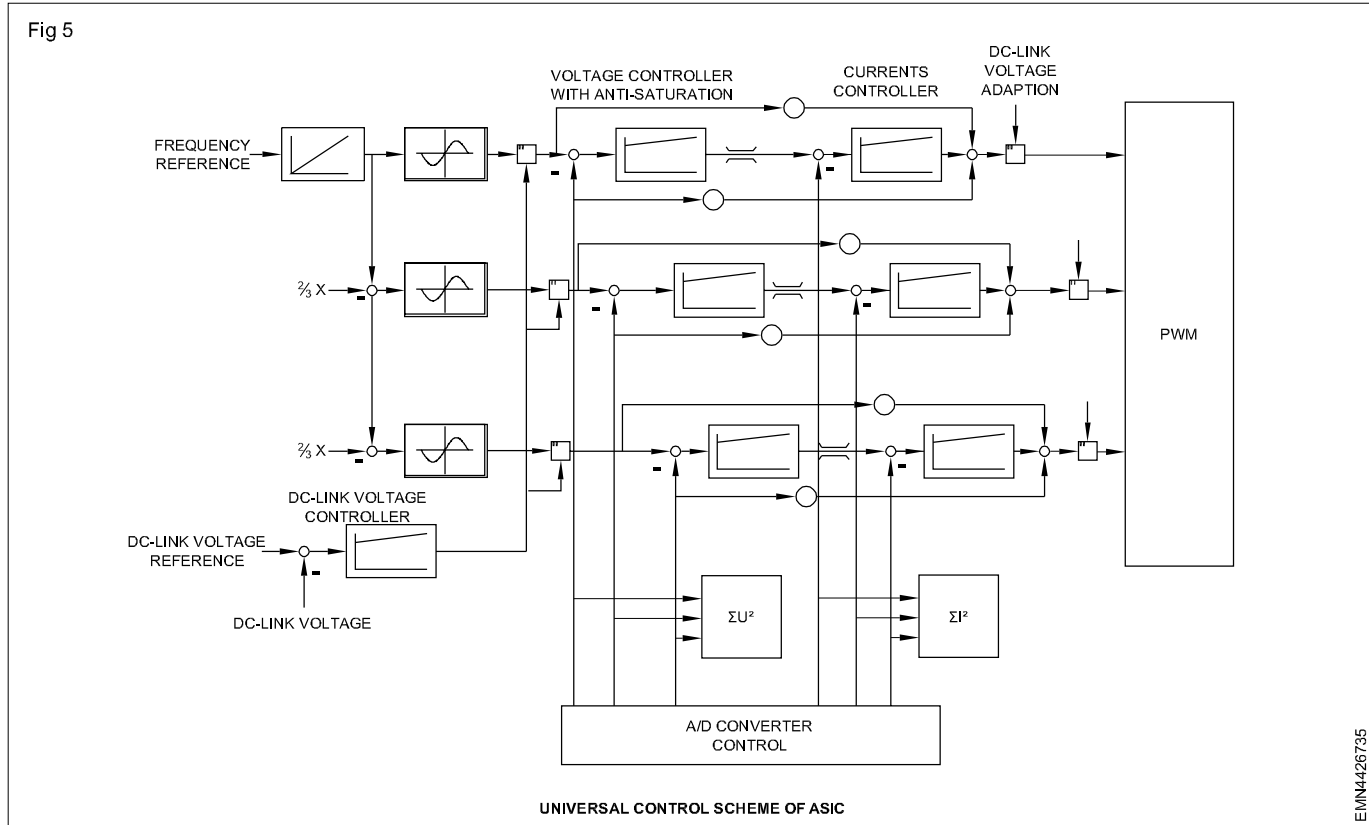 Fig 5
VOLTAGE CONTROLLER
WITH ANTI-SATURATION
CURRENTS
CONTROLLER
DC-LINK
VOLTAGE
ADAPTION
FREQUENCY
REFERENCE
⅔ X
PWM
⅔ X
DC-LINK VOLTAGE
CONTROLLER
DC-LINK VOLTAGE
REFERENCE
DC-LINK VOLTAGE
ΣU²
ΣI²
A/D CONVERTER
CONTROL
UNIVERSAL CONTROL SCHEME OF ASIC
EMN4426735